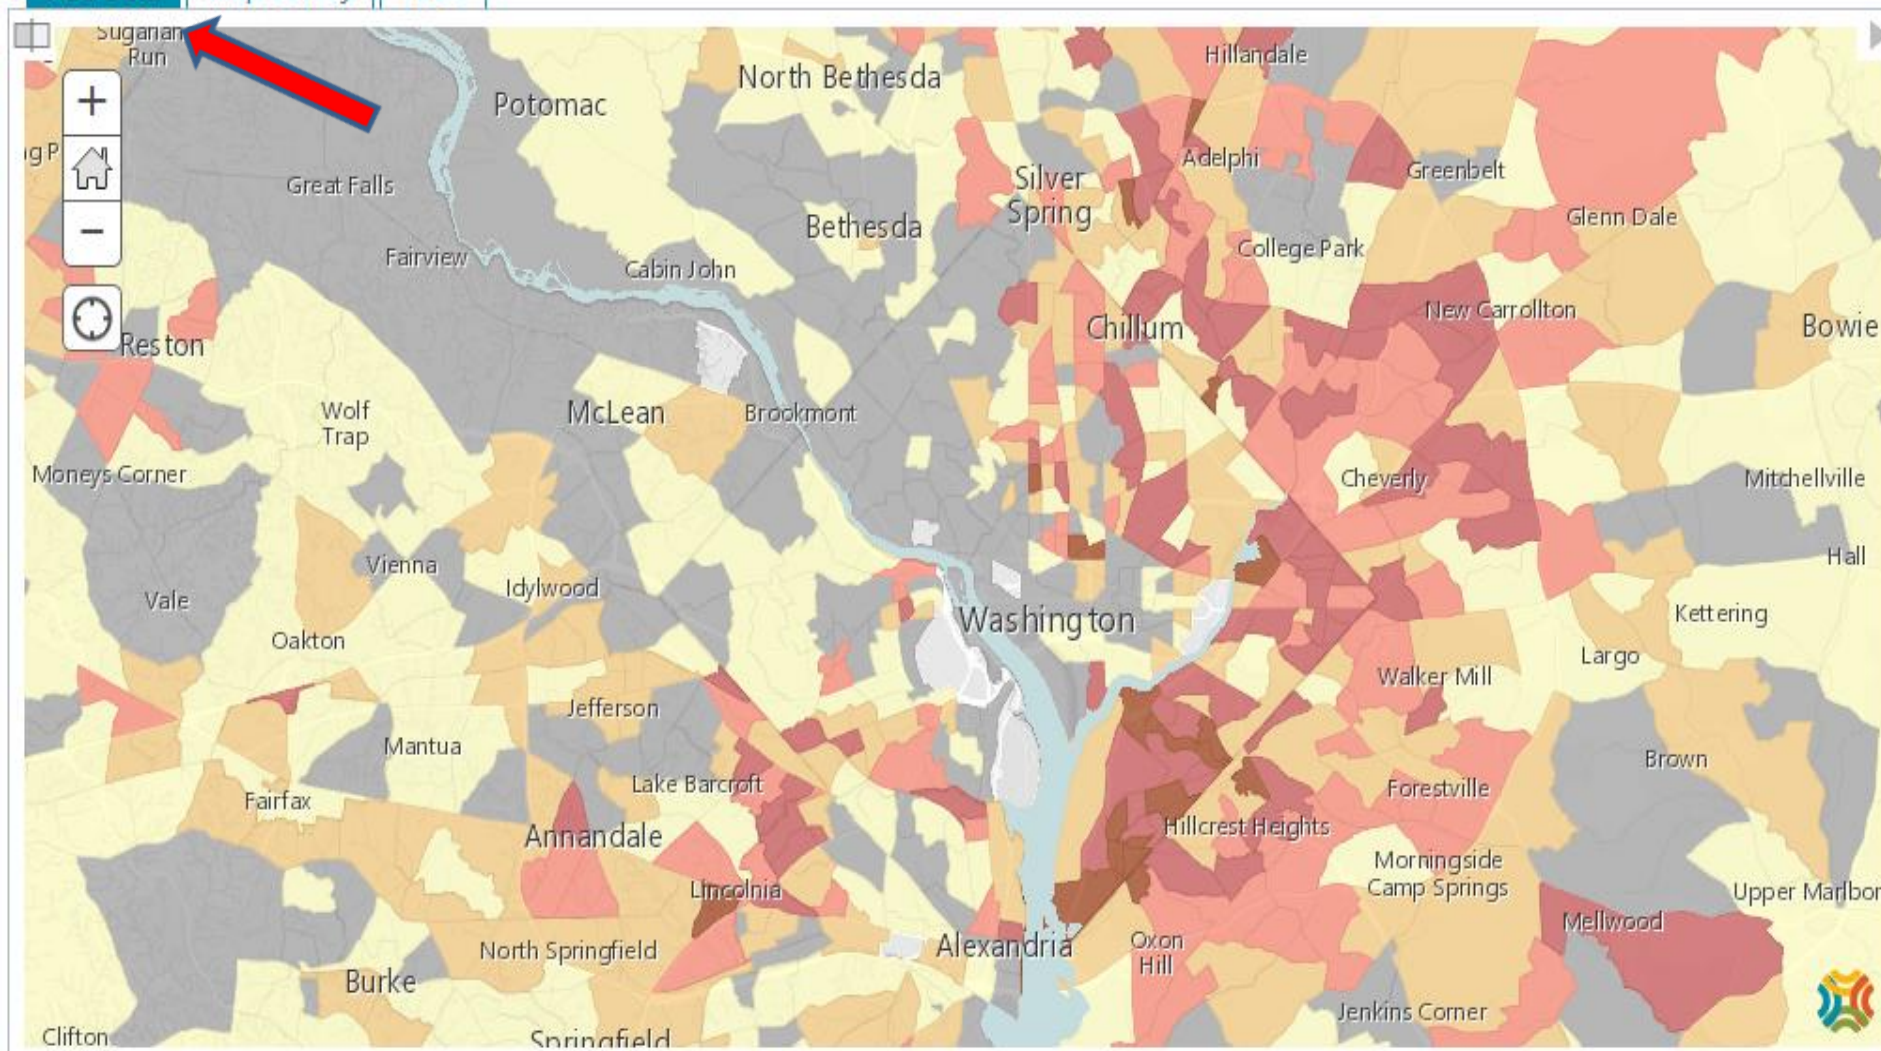 Run
North Bethesda
Hillandale
Potomac
Great Falls
Silver
Spring
Adelphi
Greenbelt
Bethesda
Glenn Dale
Fairview
Cabin John
College Park
Reston
Chillum
New Carrollton
Bowie
Wolf
Trap
McLean
Brookmont
Moneys Corner
Cheverly
Mitchellville
Vienna
Idylwood
Hall
Vale
Washington
Kettering
Oakton
Largo
Walker Mill
Jefferson
Mantua
Brown
Lake Barcroft
Fairfax
Forestville
Annandale
Hillcrest Heights
Morningside
Camp Springs
Lincolnia
Upper Marlbor
Mellwood
North Springfield
Alexandria
Oxon
Hill
Burke
Jenkins Corner
Clifton
Springfield